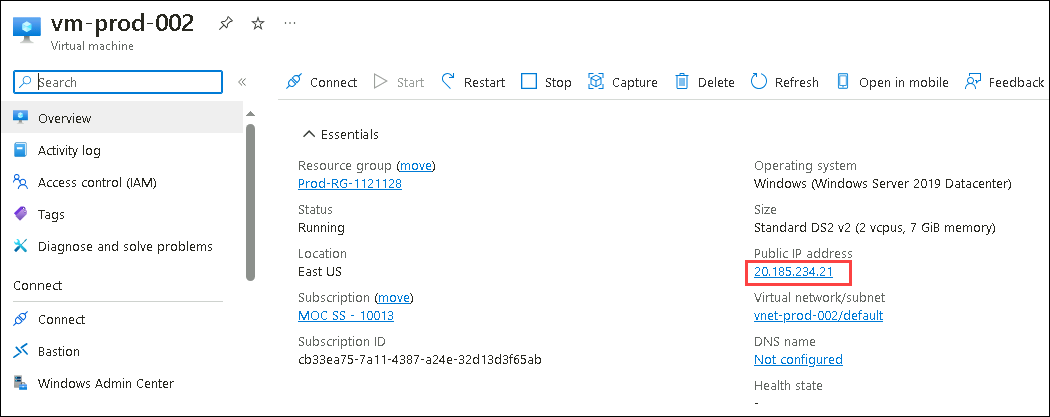 vm-prod-002
Virtual machine
Search
Connect
Start
Restart
Stop
Capture
Delete
Refresh
Open in mobile
Feedback
Overview
Activity log
Access control (IAM)
Tags
Diagnose and solve problems
Connect
Connect
Bastion
Windows Admin Center
Essentials
Resource group (move)
Prod-RG-1121128
Status
Running
Location
East US
Subscription (move)
MOC SS - 10013
Subscription ID
cb33ea75-7a11-4387-a24e-32d13d3f65ab
Operating system
Windows (Windows Server 2019 Datacenter)
Size
Standard DS2 v2 (2 vcpus, 7 GiB memory)
Public IP address
20.185.234.21
Virtual network/subnet
vnet-prod-002/default
DNS name
Not configured
Health state
-